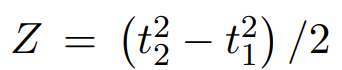 Z = (t₂² − t₁²) /2